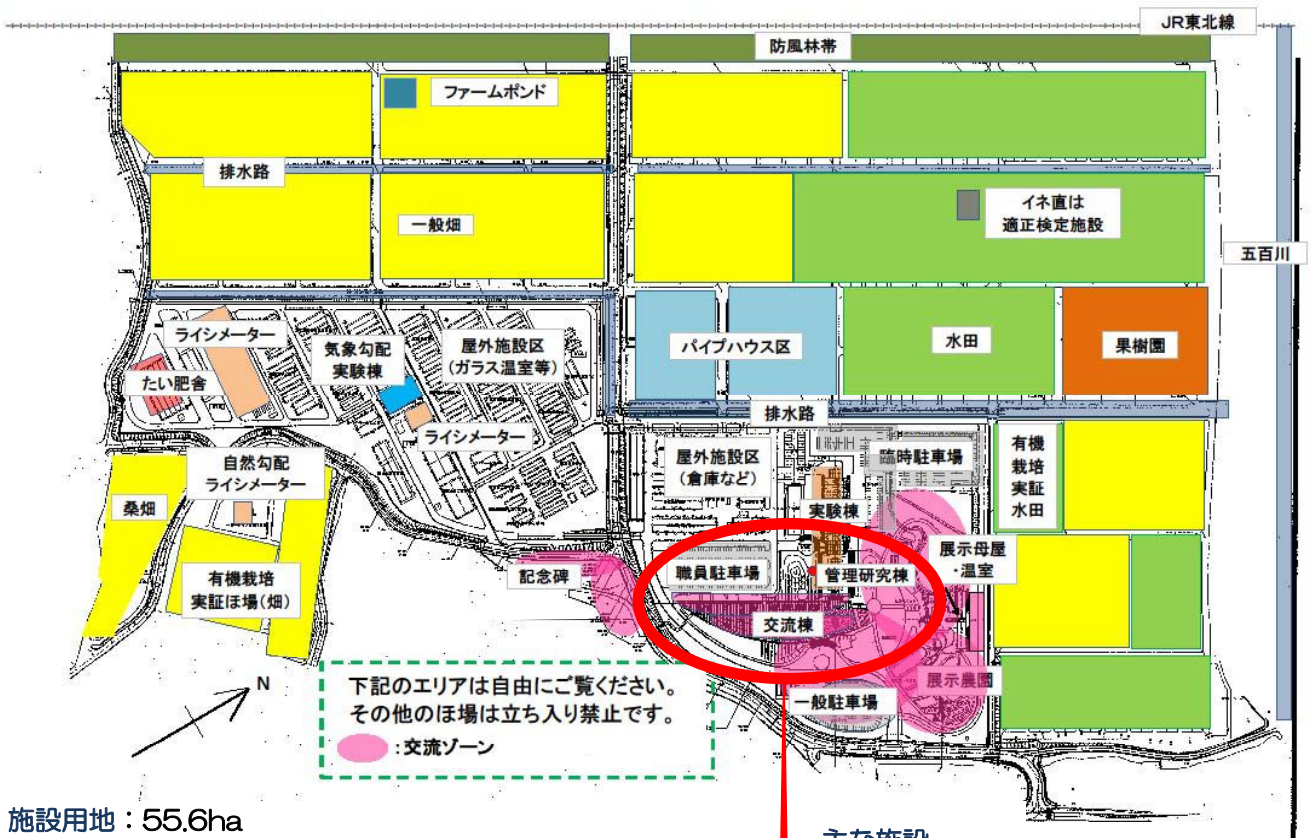 JR東北線
防風林帯
ファームポンド
排水路
一般畑
イネ直は
適正検定施設
五百川
ライシメーター
気象勾配
実験棟
屋外施設区
(ガラス温室等)
パイプハウス区
水田
果樹園
たい肥舎
ライシメーター
排水路
自然勾配
ライシメーター
桑畑
屋外施設区
(倉庫など)
臨時駐車場
有機
栽培
実証
水田
実験棟
展示母屋
・温室
有機栽培
実証ほ場(畑)
記念碑
職員駐車場
管理研究棟
交流棟
展示農園
一般駐車場
N
下記のエリアは自由にご覧ください。
その他のほ場は立ち入り禁止です。
:交流ゾーン
施設用地:55.6ha
主な施設